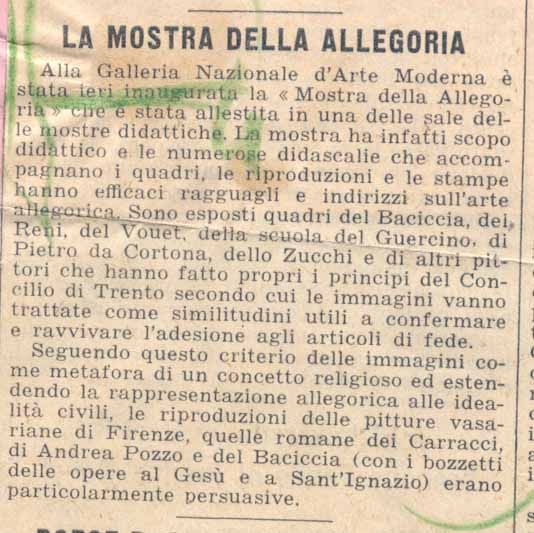 LA MOSTRA DELLA ALLEGORIA
Alla Galleria Nazionale d'Arte Moderna è
stata ieri inaugurata la « Mostra della Allego-
ria » che è stata allestita in una delle sale del-
le mostre didattiche. La mostra ha infatti scopo
didattico e le numerose didascalie che accom-
pagnano i quadri, le riproduzioni e le stampe
hanno efficaci ragguagli e indirizzi sull'arte
allegorica. Sono esposti quadri del Baciccia, del
Reni, del Vouet, della scuola del Guercino, di
Pietro da Cortona, dello Zucchi e di altri pit-
tori che hanno fatto propri i principi del Con-
cilio di Trento secondo cui le immagini vanno
trattate come similitudini utili a confermare
e ravvivare l'adesione agli articoli di fede.
Seguendo questo criterio delle immagini co-
me metafora di un concetto religioso ed esten-
dendo la rappresentazione allegorica alle idea-
lità civili, le riproduzioni delle pitture vasa-
riane di Firenze, quelle romane dei Carracci,
di Andrea Pozzo e del Baciccia (con i bozzetti
delle opere al Gesù e a Sant'Ignazio) erano
particolarmente persuasive.